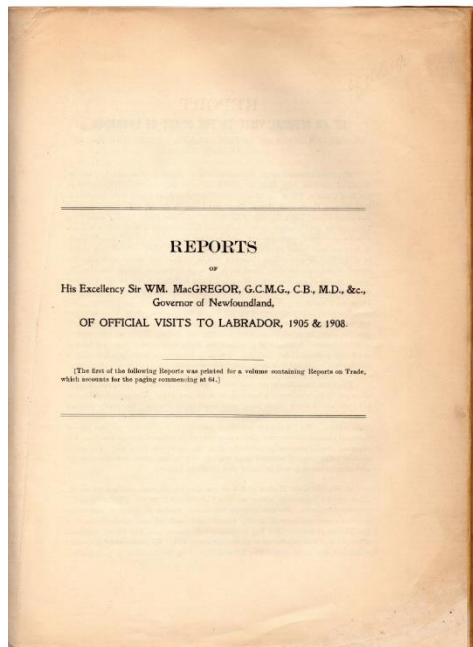 REPORTS
OF
His Excellency Sir WM. MacGREGOR, G.C.M.G., C.B., M.D., &c.,
Governor of Newfoundland,
OF OFFICIAL VISITS TO LABRADOR, 1905 & 1908.
[The first of the following Reports was printed for a volume containing Reports on Trade,
which accounts for the paging commencing at 61.]